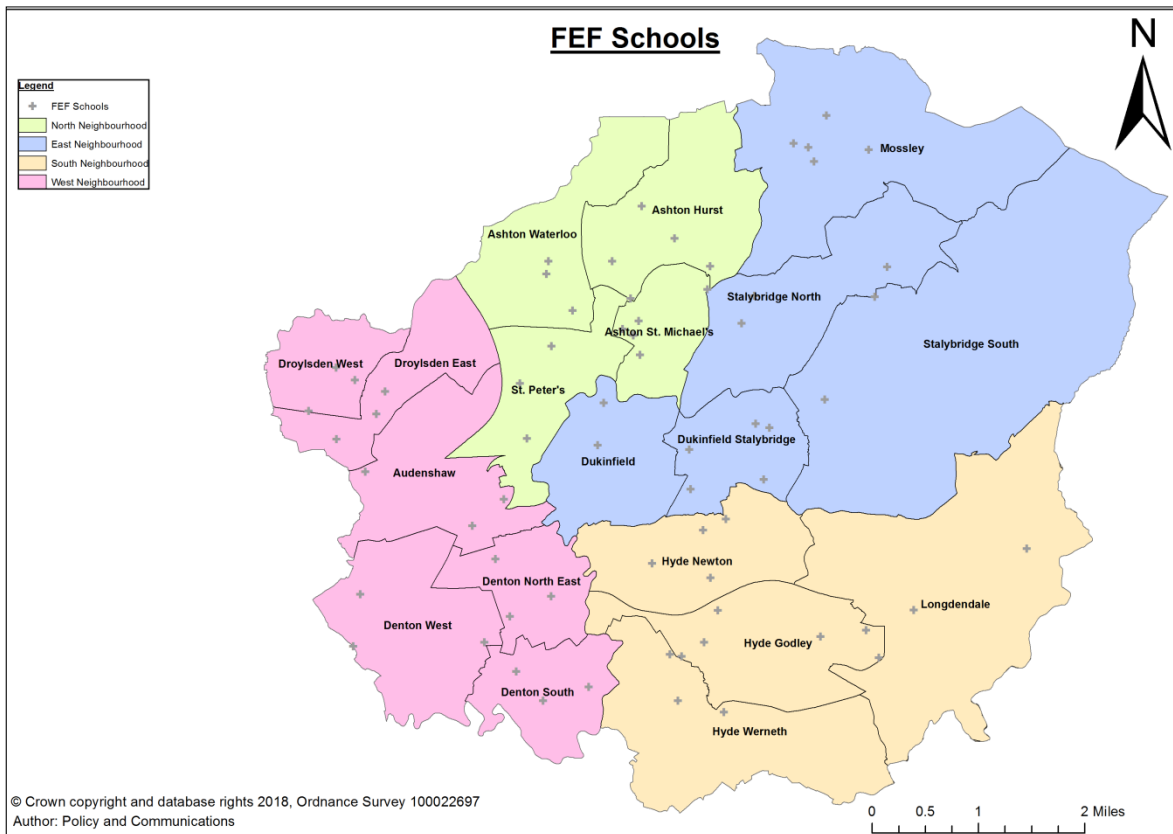 FEF Schools
N
Legend
FEF Schools
North Neighbourhood
East Neighbourhood
South Neighbourhood
West Neighbourhood
Mossley
Ashton Hurst
Ashton Waterloo
Stalybridge North
Ashton St. Michael's
Stalybridge South
Droylsden East
Droylsden West
St. Peter's
Dukinfield Stalybridge
Dukinfield
Audenshaw
Hyde Newton
Denton North East
Longdendale
Denton West
Hyde Godley
Denton South
Hyde Werneth
© Crown copyright and database rights 2018, Ordnance Survey 100022697
Author: Policy and Communications
0 0.5 1 2 Miles